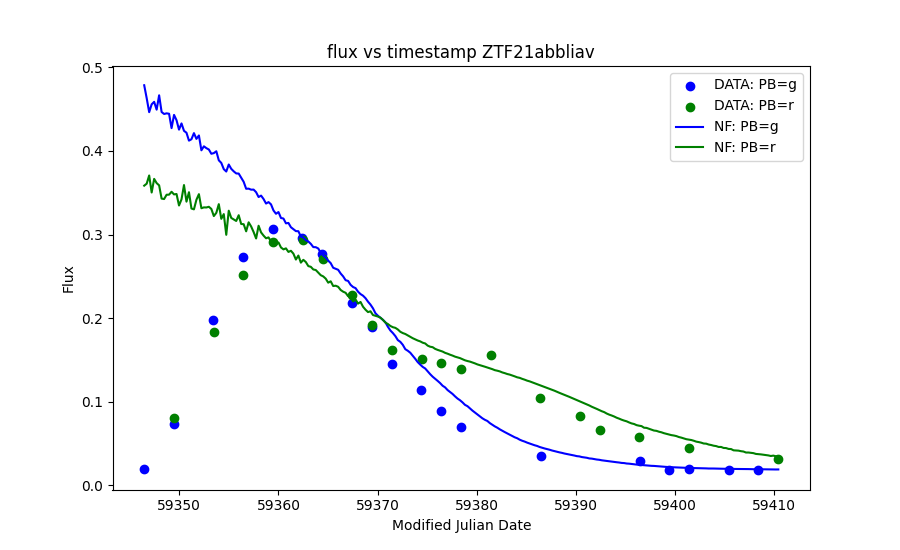 flux vs timestamp ZTF21abbliav
DATA: PB=g
DATA: PB=r
NF: PB=g
NF: PB=r
0.5
0.4
0.3
0.2
0.1
0.0
Flux
59350 59360 59370 59380 59390 59400 59410
Modified Julian Date